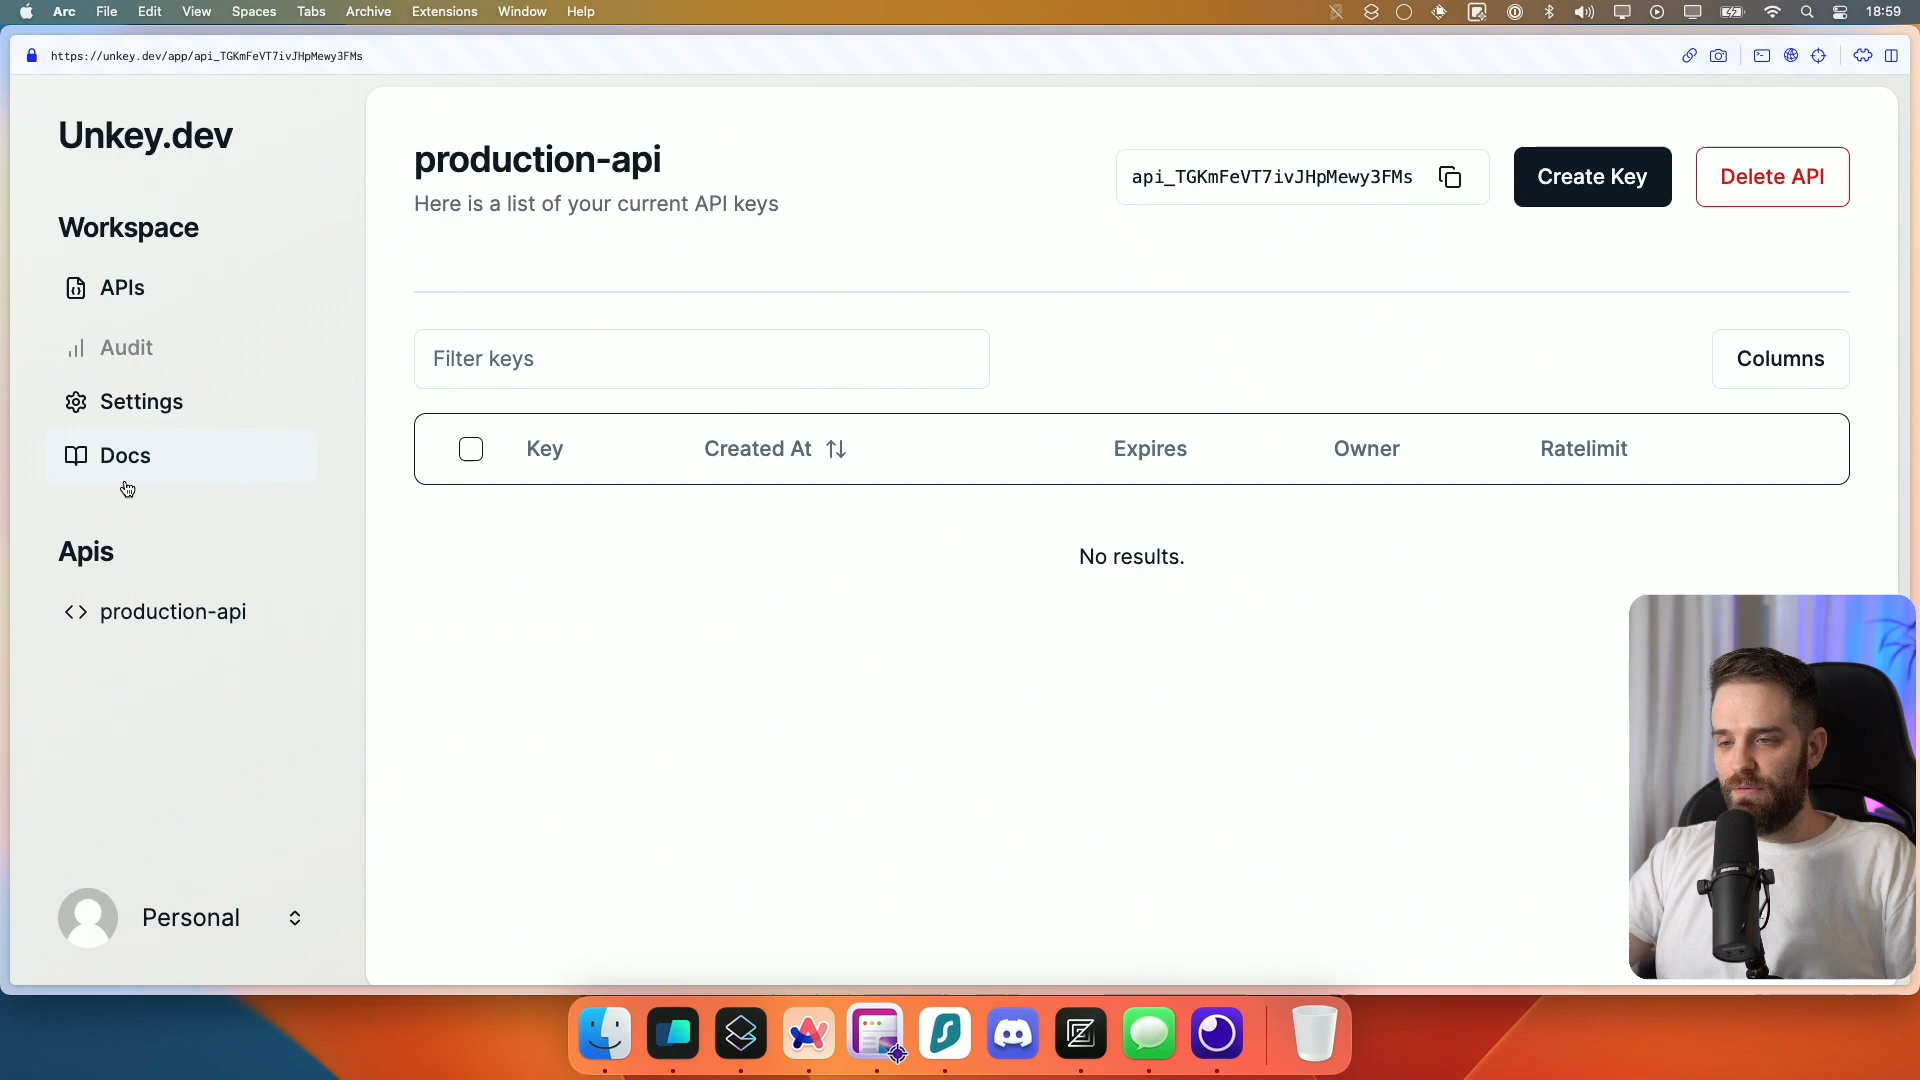 Arc File Edit View Spaces Tabs Archive Extensions Window Help 18:59
https://unkey.dev/app/api_TGKmFeVT7ivJHpMewy3FMs
Unkey.dev
Workspace
APIs
Audit
Settings
Docs
Apis
production-api
Personal
production-api
Here is a list of your current API keys
api_TGKmFeVT7ivJHpMewy3FMs
Create Key
Delete API
Filter keys
Columns
Key Created At Expires Owner Ratelimit
No results.